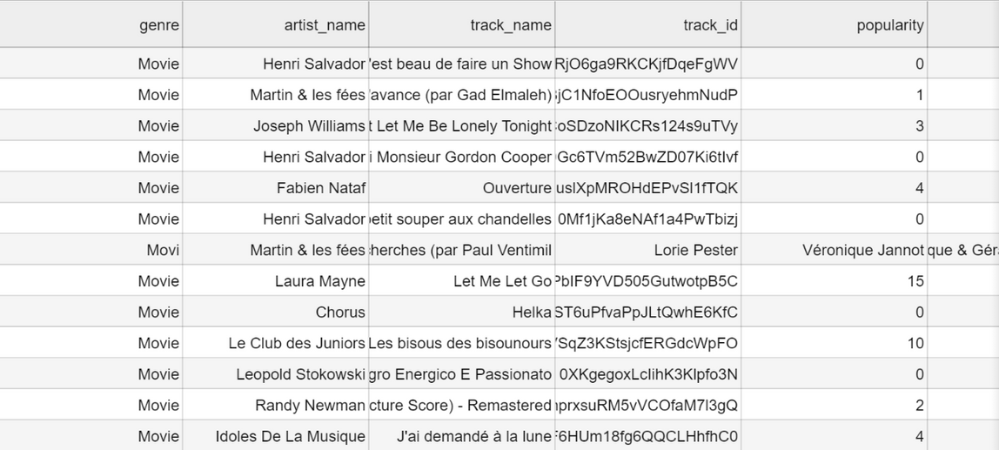 genre artist_name track_name track_id popularity
Movie Henri Salvador 'est beau de faire un Show RjO6ga9RKCKjfDqeFgWV 0
Movie Martin & les fées 'avance (par Gad Elmaleh) jC1NfoEOOusryehmNudP 1
Movie Joseph Williams t Let Me Be Lonely Tonight oSDzoNIKCRs124s9uTVy 3
Movie Henri Salvador i Monsieur Gordon Cooper Gc6TVm52BwZD07Ki6tIvf 0
Movie Fabien Nataf Ouverture uslXpMROHdEPvSI1fTQK 4
Movie Henri Salvador petit souper aux chandelles 0Mf1jKa8eNAf1a4PwTbizj 0
Movi Martin & les fées cherches (par Paul Ventimil Lorie Pester Véronique Jannot que & Gér
Movie Laura Mayne Let Me Let Go PbIF9YVD505GutwotpB5C 15
Movie Chorus Helka ST6uPfvaPpJLtQwhE6KfC 0
Movie Le Club des Juniors Les bisous des bisounours SqZ3KStsjcfERGdcWpFO 10
Movie Leopold Stokowski gro Energico E Passionato 0XKgegoxLclihK3Klpfo3N 0
Movie Randy Newman cture Score) - Remastered prxsuRM5vVCOfaM7l3gQ 2
Movie Idoles De La Musique J'ai demandé à la lune F6HUm18fg6QQCLHhfhC0 4